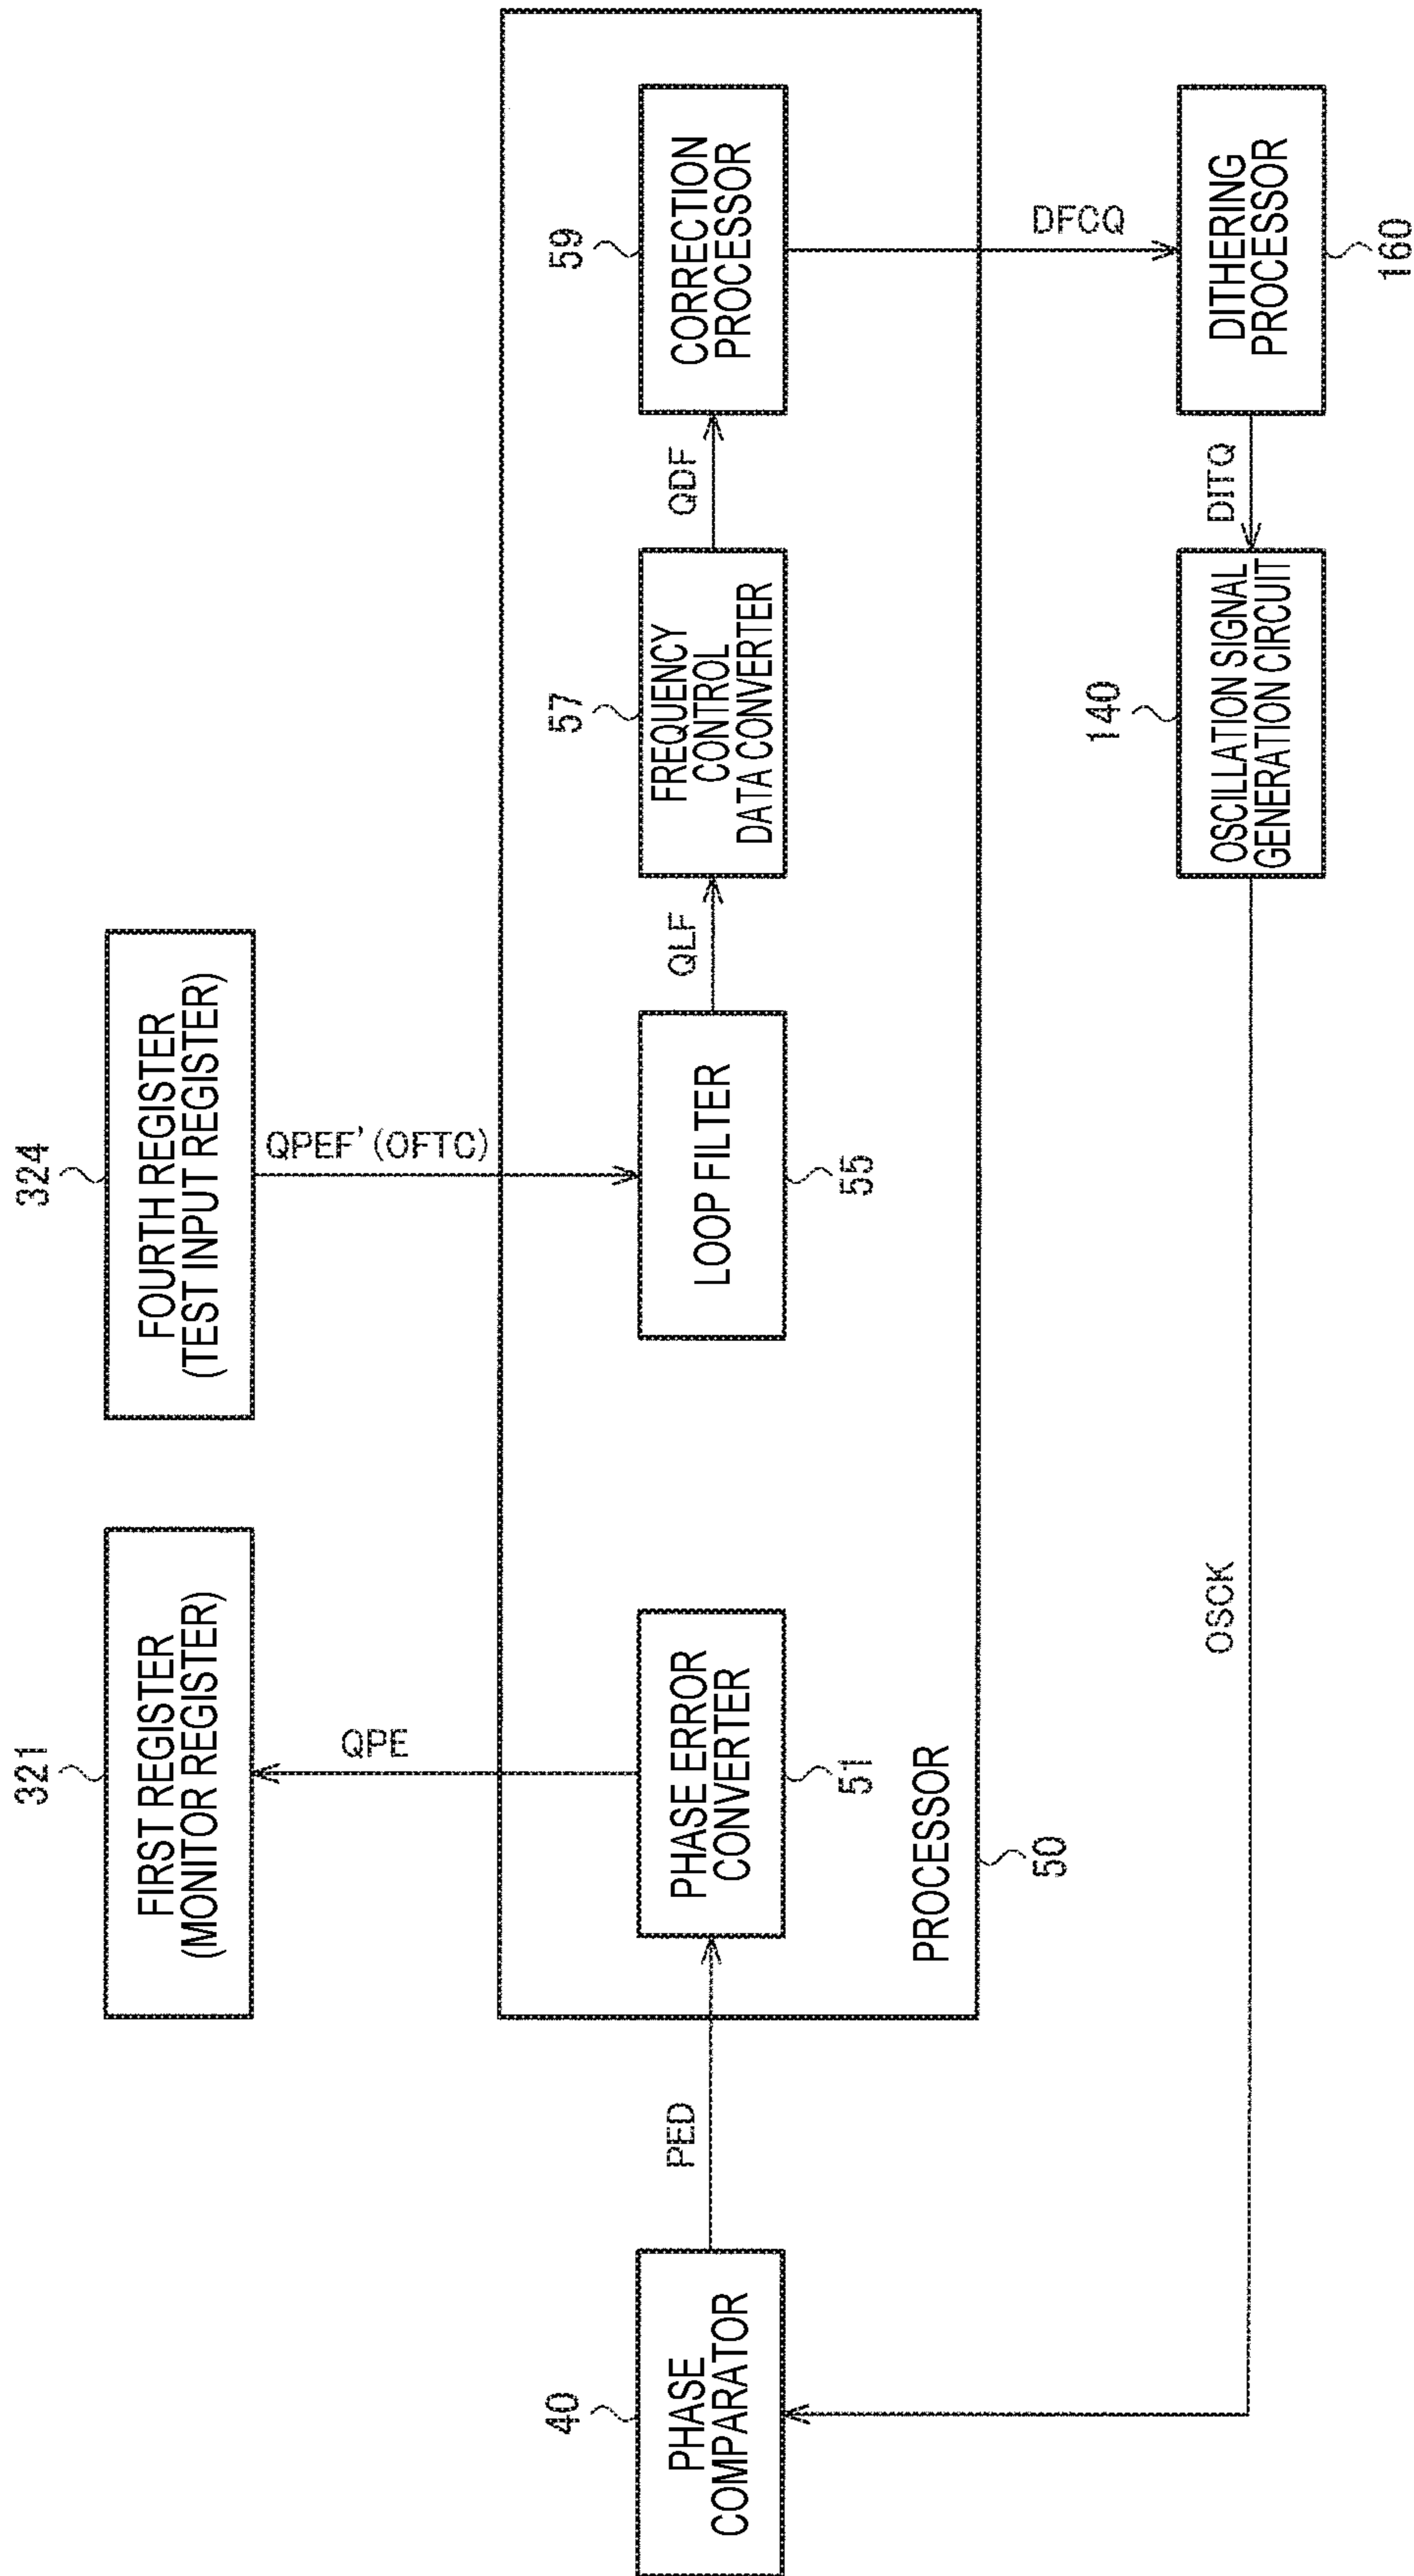 321
FIRST REGISTER
(MONITOR REGISTER)
324
FOURTH REGISTER
(TEST INPUT REGISTER)
QPE
QPEF' (OFTC)
40
PHASE
COMPARATOR
PED
PHASE ERROR
CONVERTER
51
LOOP FILTER
55
QLF
57
FREQUENCY
CONTROL
DATA CONVERTER
QDF
59
CORRECTION
PROCESSOR
PROCESSOR
50
DFCQ
OSCK
140
OSCILLATION SIGNAL
GENERATION CIRCUIT
DITQ
DITHERING
PROCESSOR
160